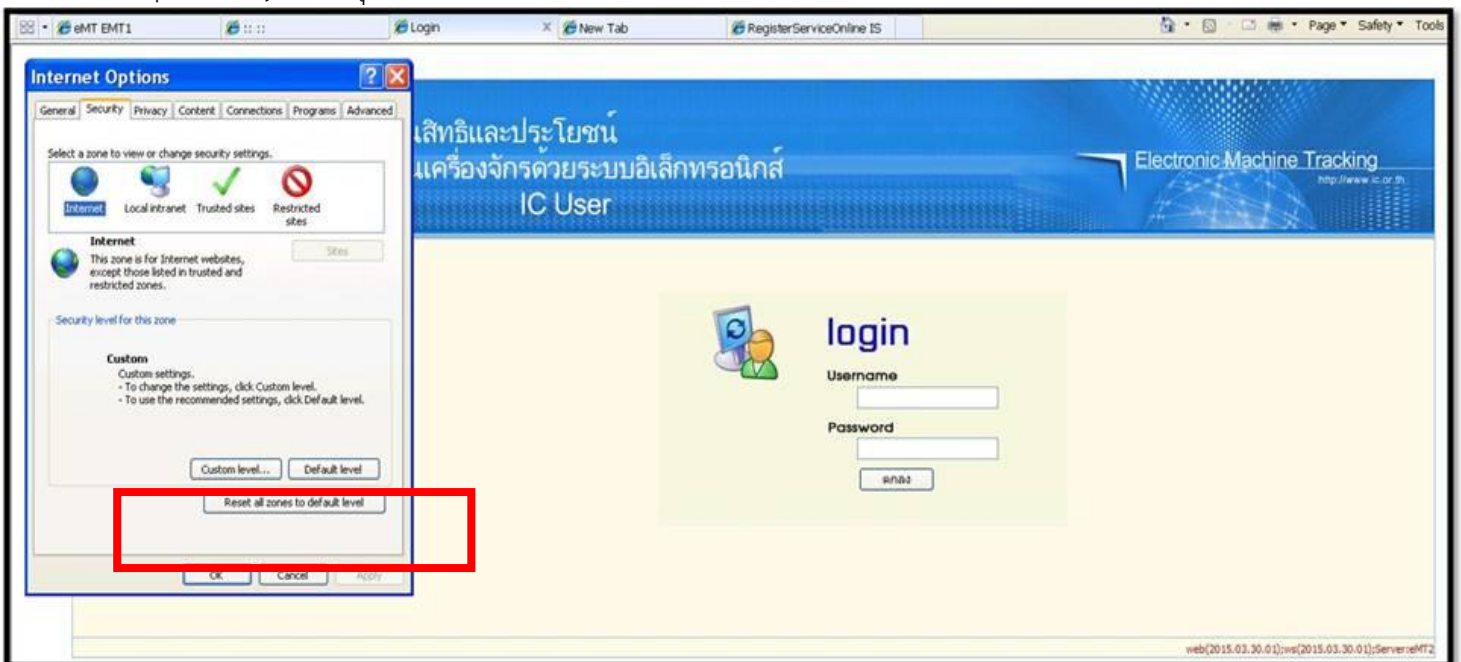 eMT EMT1
:: ::
Login
New Tab
RegisterServiceOnline IS
Page
Safety
Tools
Internet Options
General
Security
Privacy
Content
Connections
Programs
Advanced
Select a zone to view or change security settings.
Internet
Local intranet
Trusted sites
Restricted
sites
Internet
Sites
This zone is for Internet websites,
except those listed in trusted and
restricted zones.
Security level for this zone
Custom
Custom settings.
- To change the settings, click Custom level.
- To use the recommended settings, click Default level.
Custom level...
Default level
Reset all zones to default level
OK
Cancel
Apply
สิทธิและประโยชน์
เครื่องจักรด้วยระบบอิเล็กทรอนิกส์
IC User
Electronic Machine Tracking
http://www.ic.or.th
login
Username
Password
ตกลง
web(2015.03.30.01);ws(2015.03.30.01);Server:eMT2